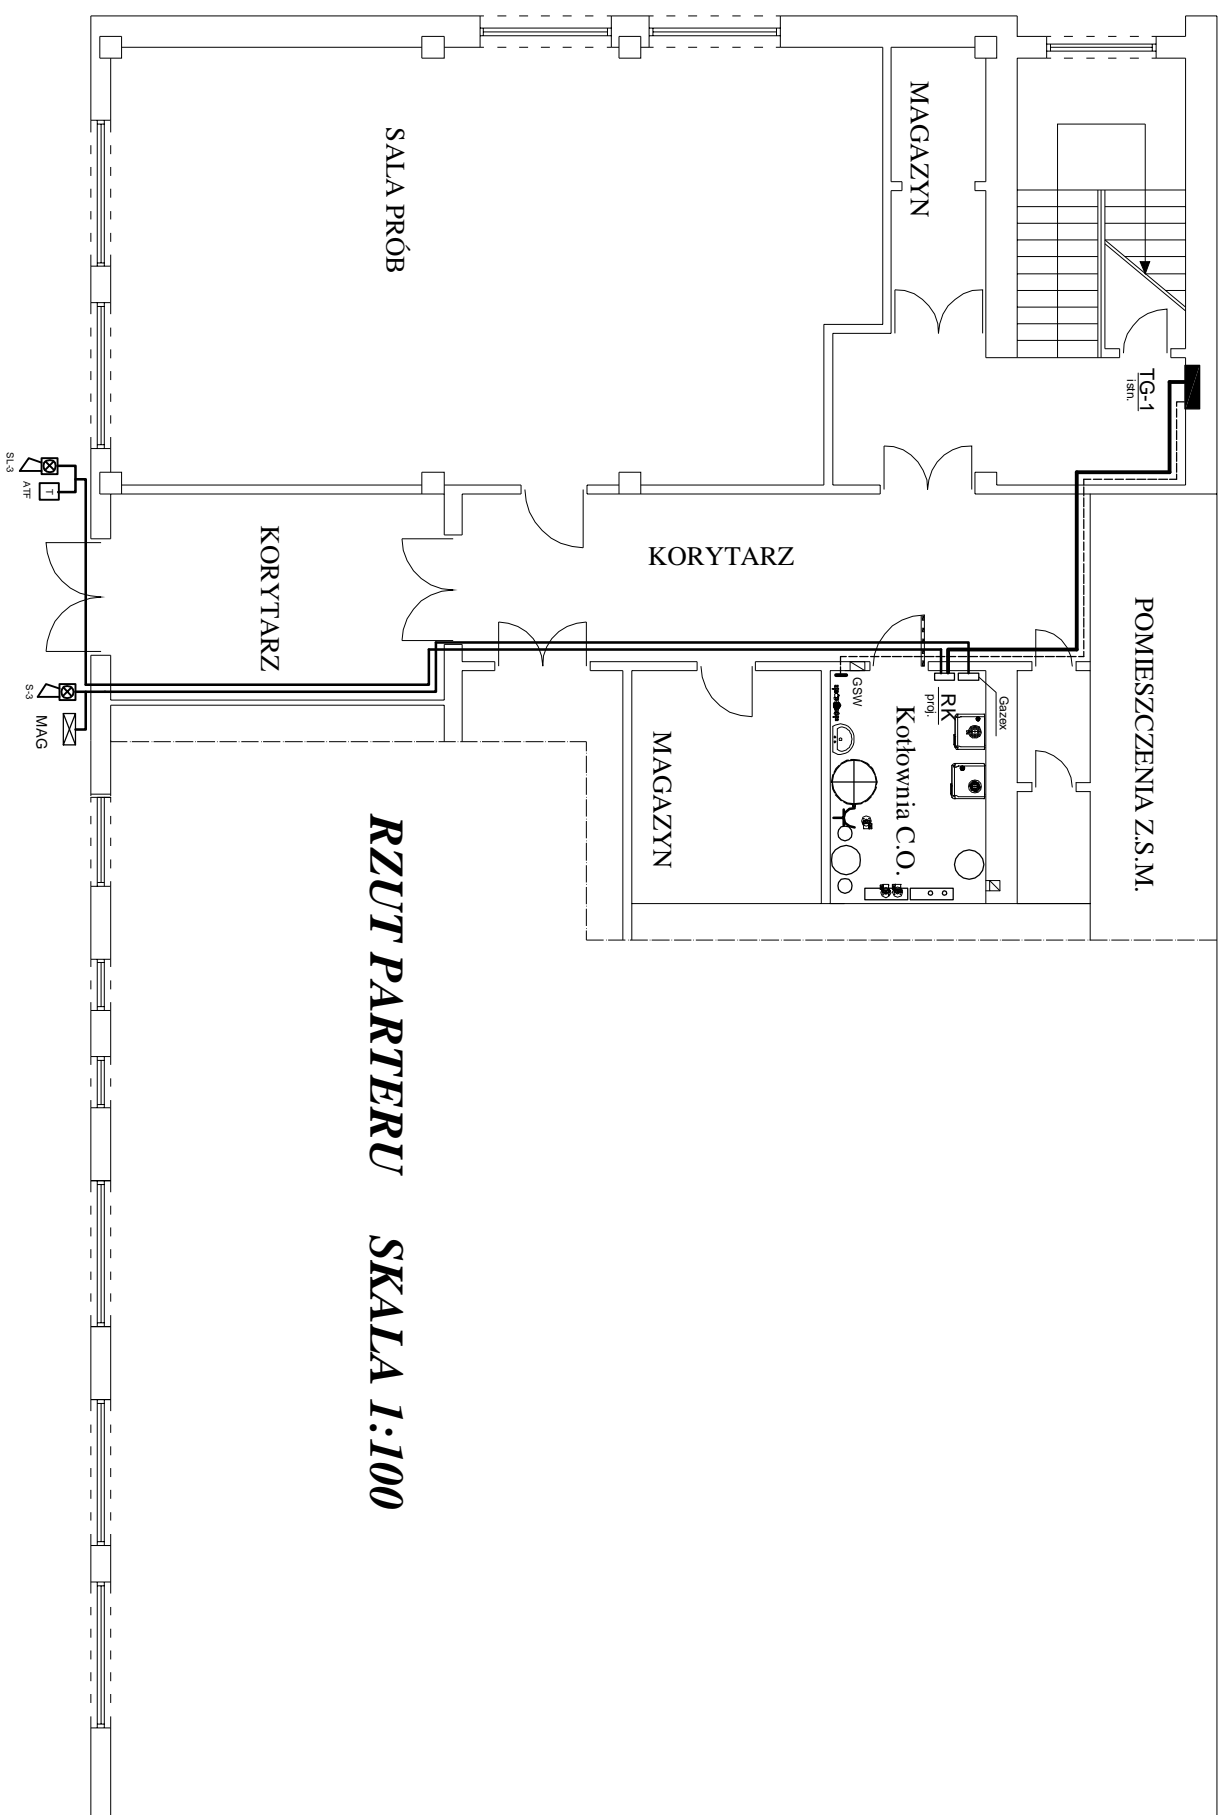 SALA PRÓB
MAGAZYN
TG-1
istn.
KORYTARZ
KORYTARZ
POMIESZCZENIA Z.S.M.
SL-3
ATF
T
S-3
MAG
GSW
RK
proj.
Gazex
Kotłownia C.O.
MAGAZYN
RZUT PARTERU SKALA 1:100